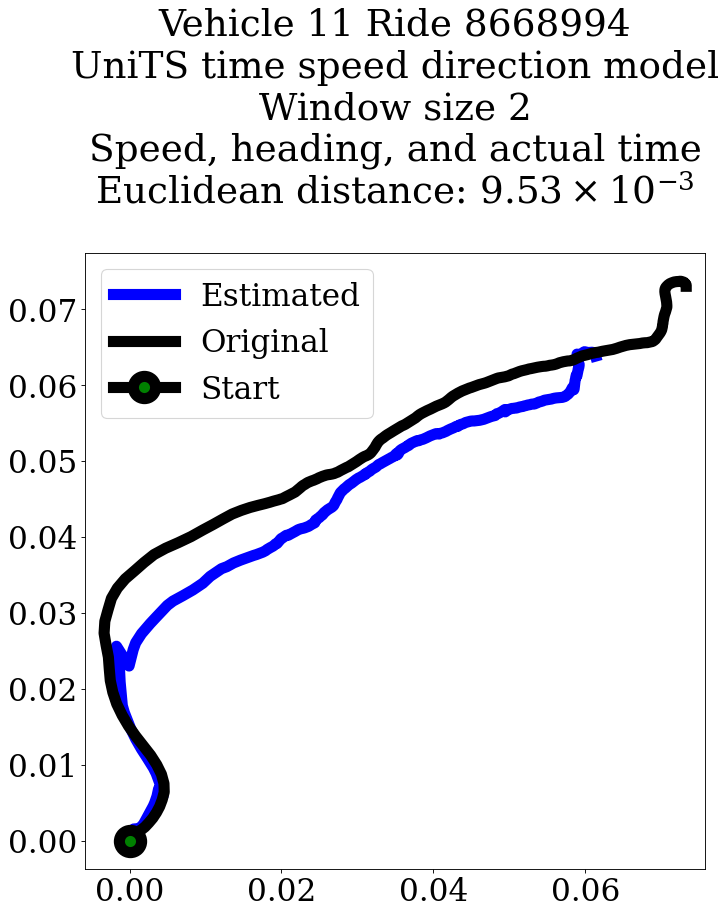 Vehicle 11 Ride 8668994
UniTS time speed direction model
Window size 2
Speed, heading, and actual time
Euclidean distance: 9.53 × 10⁻³
Estimated
Original
Start
0.07
0.06
0.05
0.04
0.03
0.02
0.01
0.00
0.00 0.02 0.04 0.06